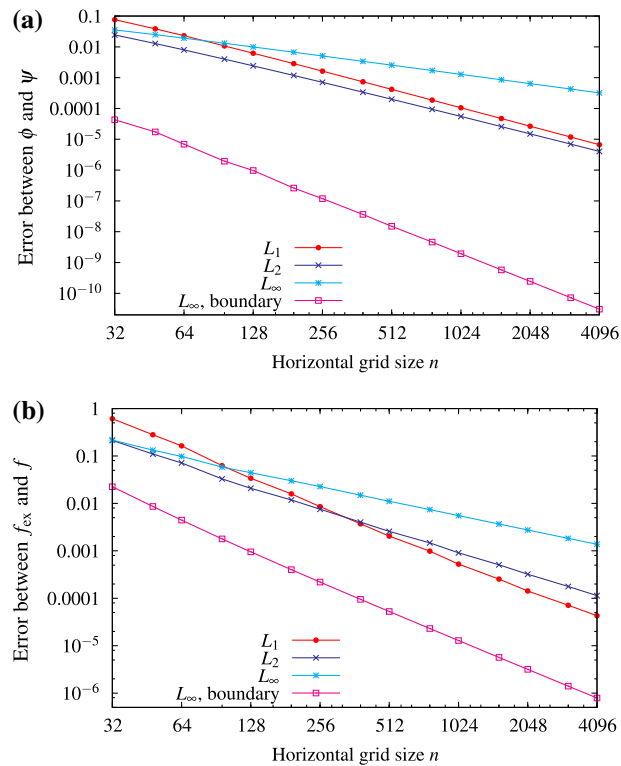 (a)
0.1
0.01
0.001
0.0001
10⁻⁵
10⁻⁶
10⁻⁷
10⁻⁸
10⁻⁹
10⁻¹⁰
Error between ϕ and ψ
L₁
L₂
L∞
L∞, boundary
32 64 128 256 512 1024 2048 4096
Horizontal grid size n
(b)
1
0.1
0.01
0.001
0.0001
10⁻⁵
10⁻⁶
Error between fₑₓ and f
L₁
L₂
L∞
L∞, boundary
32 64 128 256 512 1024 2048 4096
Horizontal grid size n